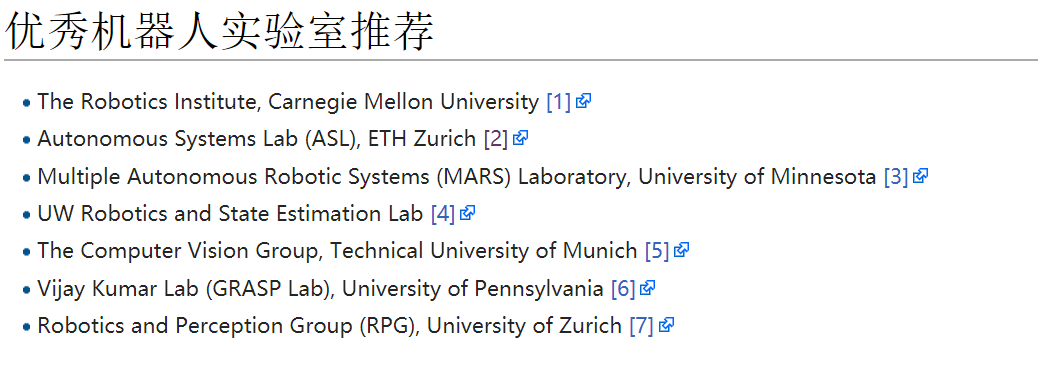 优秀机器人实验室推荐
The Robotics Institute, Carnegie Mellon University [1]
Autonomous Systems Lab (ASL), ETH Zurich [2]
Multiple Autonomous Robotic Systems (MARS) Laboratory, University of Minnesota [3]
UW Robotics and State Estimation Lab [4]
The Computer Vision Group, Technical University of Munich [5]
Vijay Kumar Lab (GRASP Lab), University of Pennsylvania [6]
Robotics and Perception Group (RPG), University of Zurich [7]